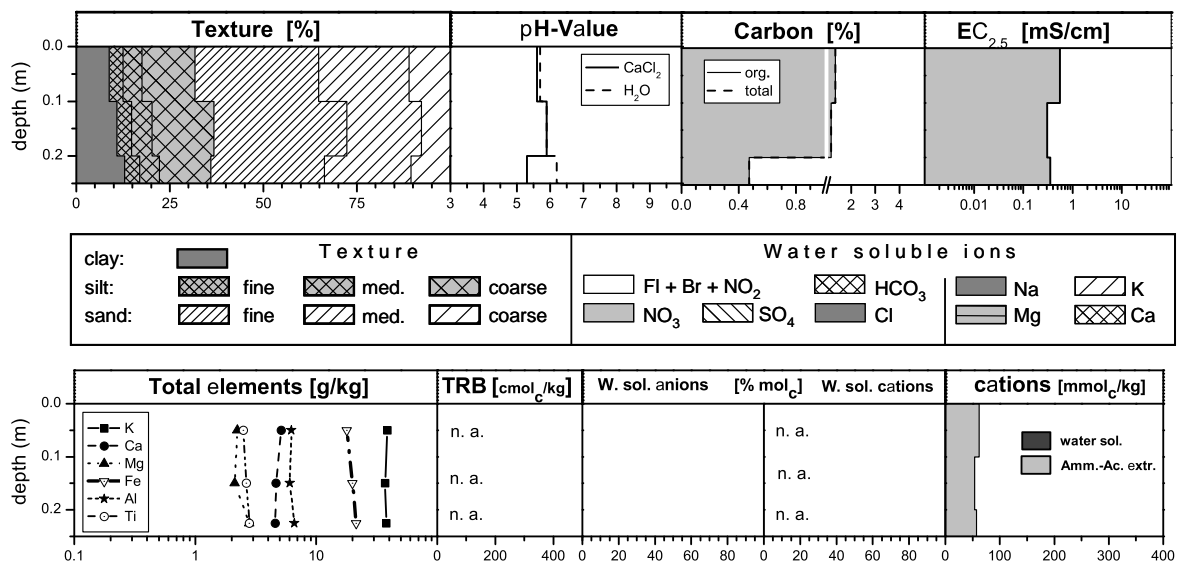 Texture [%] pH-Value Carbon [%] EC2.5 [mS/cm]
depth (m)
0.0
0.1
0.2
CaCl2
H2O
org.
total
0 25 50 75 3 4 5 6 7 8 9 0.0 0.4 0.8 2 4 0.01 0.1 1 10
Texture Water soluble ions
clay:
silt: fine med. coarse
sand: fine med. coarse
Fl + Br + NO2 HCO3 Na K
NO3 SO4 Cl Mg Ca
Total elements [g/kg] TRB [cmolc/kg] W. sol. anions [% molc] W. sol. cations cations [mmolc/kg]
depth (m)
0.0
0.1
0.2
K
Ca
Mg
Fe
Al
Ti
n. a. n. a.
n. a. n. a.
n. a. n. a.
water sol.
Amm.-Ac. extr.
0.1 1 10 0 200 400 0 20 40 60 80 0 20 40 60 80 0 100 200 300 400